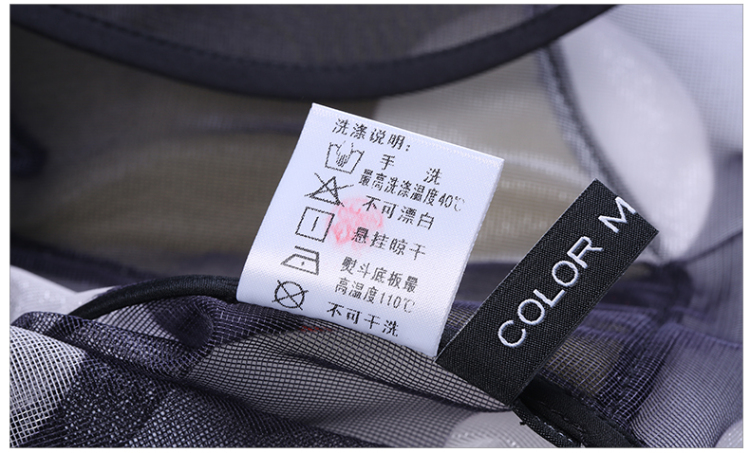 洗涤说明:
手 洗
最高洗涤温度40℃
不可漂白
悬挂晾干
熨斗底板最
高温度110℃
不可干洗
COLOR M